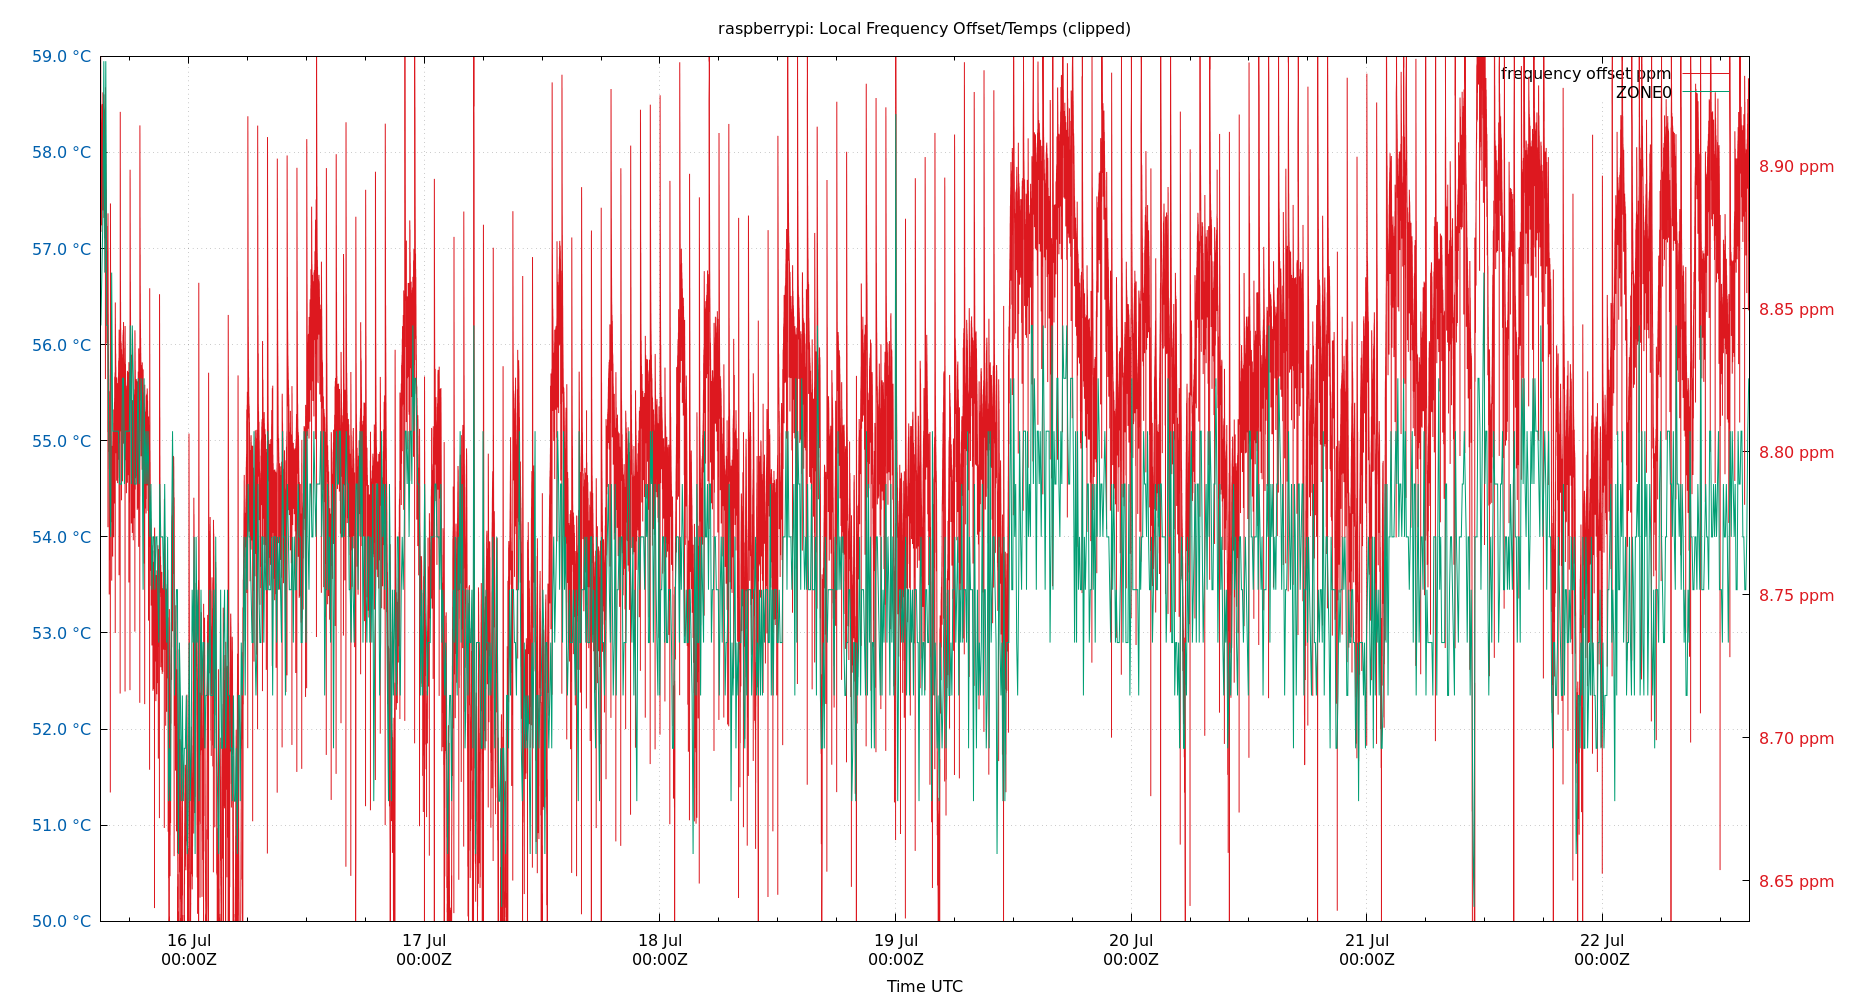 raspberrypi: Local Frequency Offset/Temps (clipped)
59.0 °C
58.0 °C
57.0 °C
56.0 °C
55.0 °C
54.0 °C
53.0 °C
52.0 °C
51.0 °C
50.0 °C
frequency offset ppm
ZONE0
8.90 ppm
8.85 ppm
8.80 ppm
8.75 ppm
8.70 ppm
8.65 ppm
16 Jul 17 Jul 18 Jul 19 Jul 20 Jul 21 Jul 22 Jul
00:00Z 00:00Z 00:00Z 00:00Z 00:00Z 00:00Z 00:00Z
Time UTC